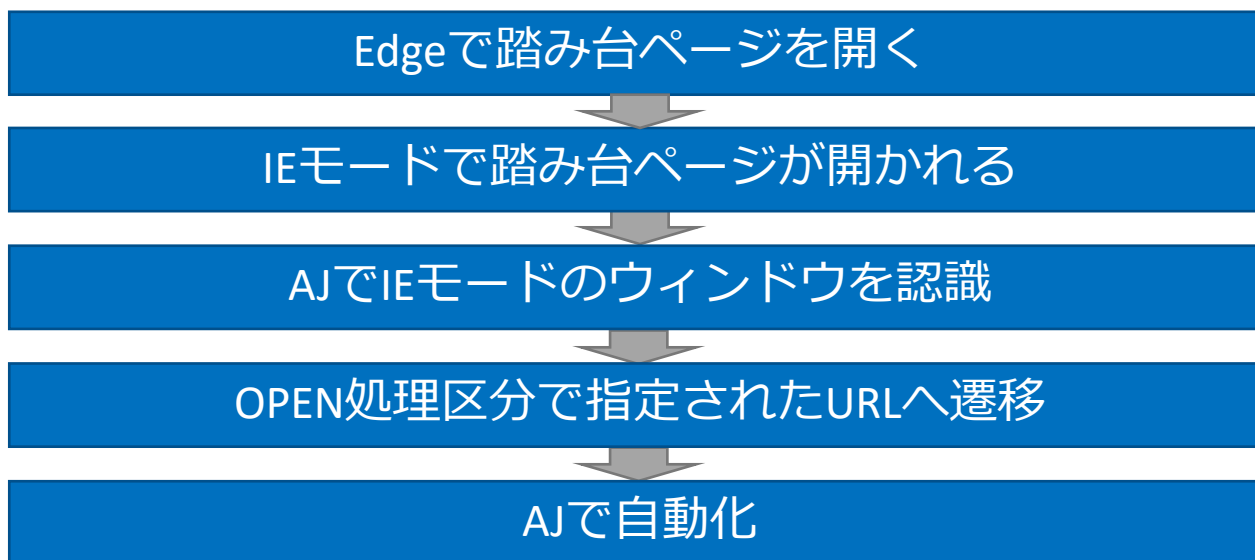 Edgeで踏み台ページを開く
IEモードで踏み台ページが開かれる
AJでIEモードのウィンドウを認識
OPEN処理区分で指定されたURLへ遷移
AJで自動化